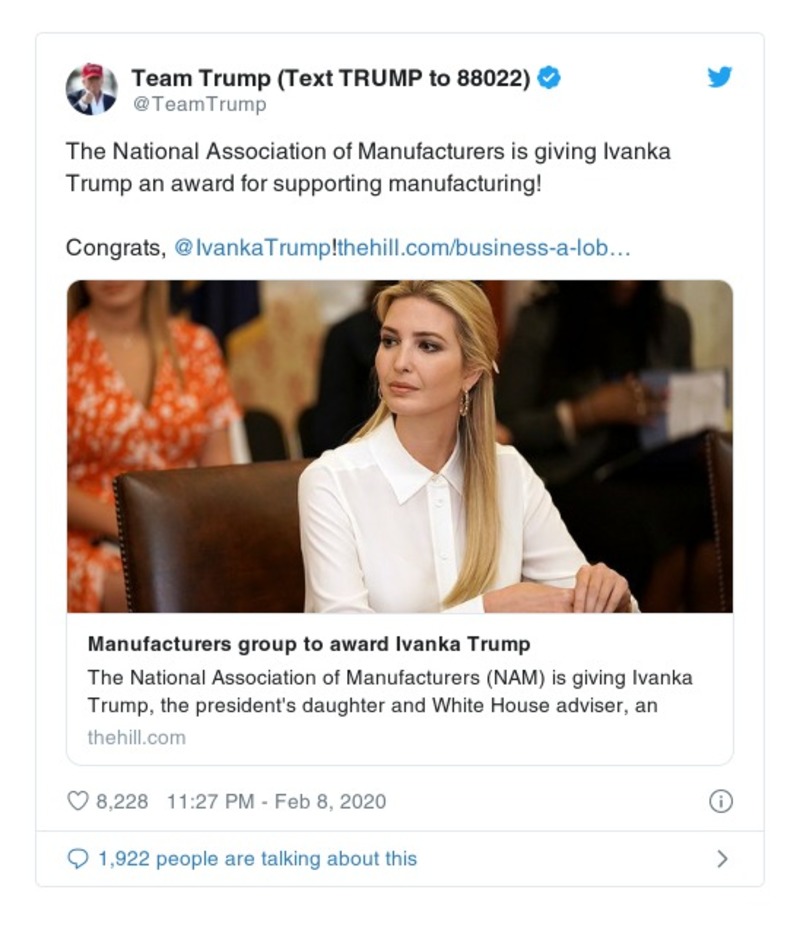 Team Trump (Text TRUMP to 88022)
@TeamTrump
The National Association of Manufacturers is giving Ivanka
Trump an award for supporting manufacturing!
Congrats, @IvankaTrump!thehill.com/business-a-lob…
Manufacturers group to award Ivanka Trump
The National Association of Manufacturers (NAM) is giving Ivanka
Trump, the president's daughter and White House adviser, an
thehill.com
8,228 11:27 PM - Feb 8, 2020
1,922 people are talking about this